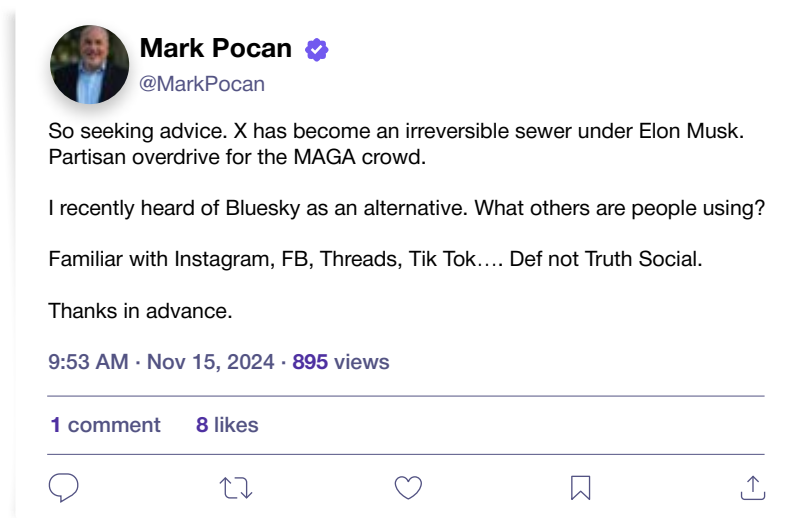 Mark Pocan
@MarkPocan
So seeking advice. X has become an irreversible sewer under Elon Musk.
Partisan overdrive for the MAGA crowd.
I recently heard of Bluesky as an alternative. What others are people using?
Familiar with Instagram, FB, Threads, Tik Tok…. Def not Truth Social.
Thanks in advance.
9:53 AM · Nov 15, 2024 · 895 views
1 comment 8 likes